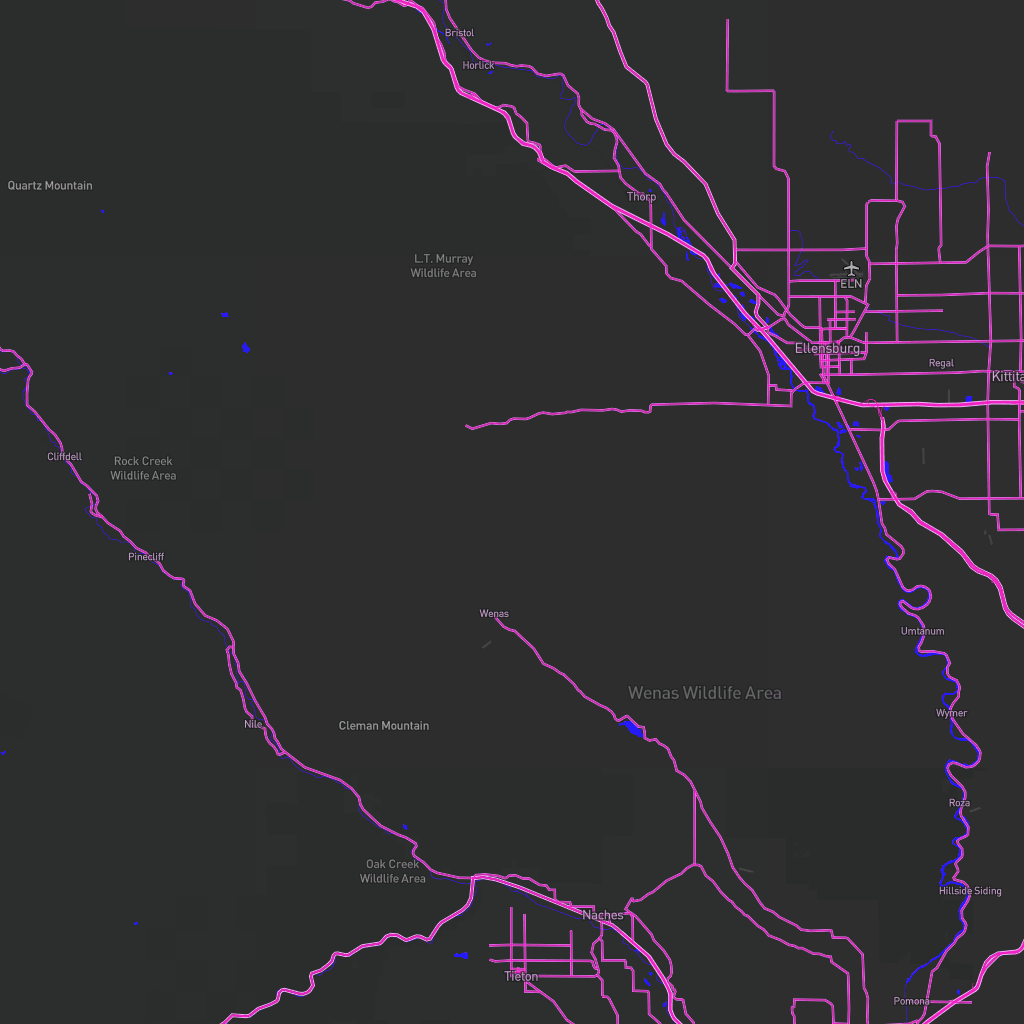 Bristol
Horlick
Quartz Mountain
Thorp
L.T. Murray
Wildlife Area
ELN
Ellensburg
Regal
Kittita
Cliffdell
Rock Creek
Wildlife Area
Pinecliff
Wenas
Umtanum
Wenas Wildlife Area
Wymer
Nile
Cleman Mountain
Roza
Oak Creek
Wildlife Area
Hillside Siding
Naches
Tieton
Pomona